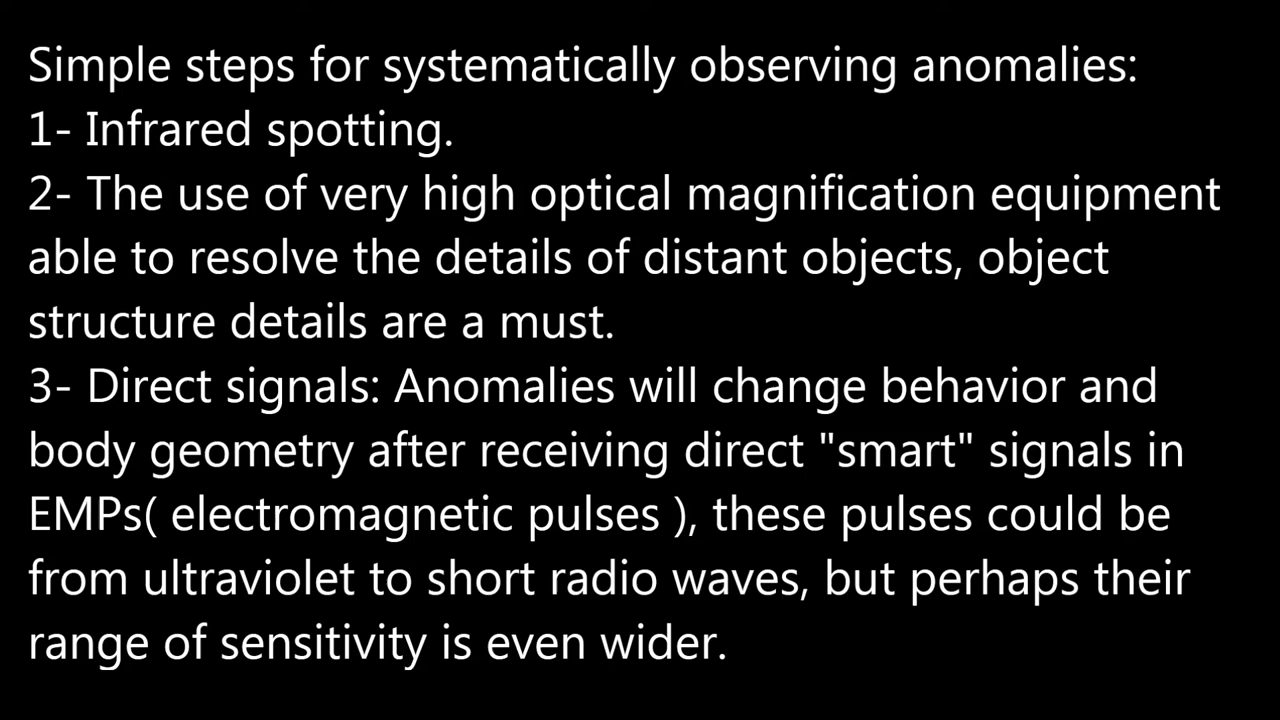 Simple steps for systematically observing anomalies:
1- Infrared spotting.
2- The use of very high optical magnification equipment
able to resolve the details of distant objects, object
structure details are a must.
3- Direct signals: Anomalies will change behavior and
body geometry after receiving direct "smart" signals in
EMPs( electromagnetic pulses ), these pulses could be
from ultraviolet to short radio waves, but perhaps their
range of sensitivity is even wider.